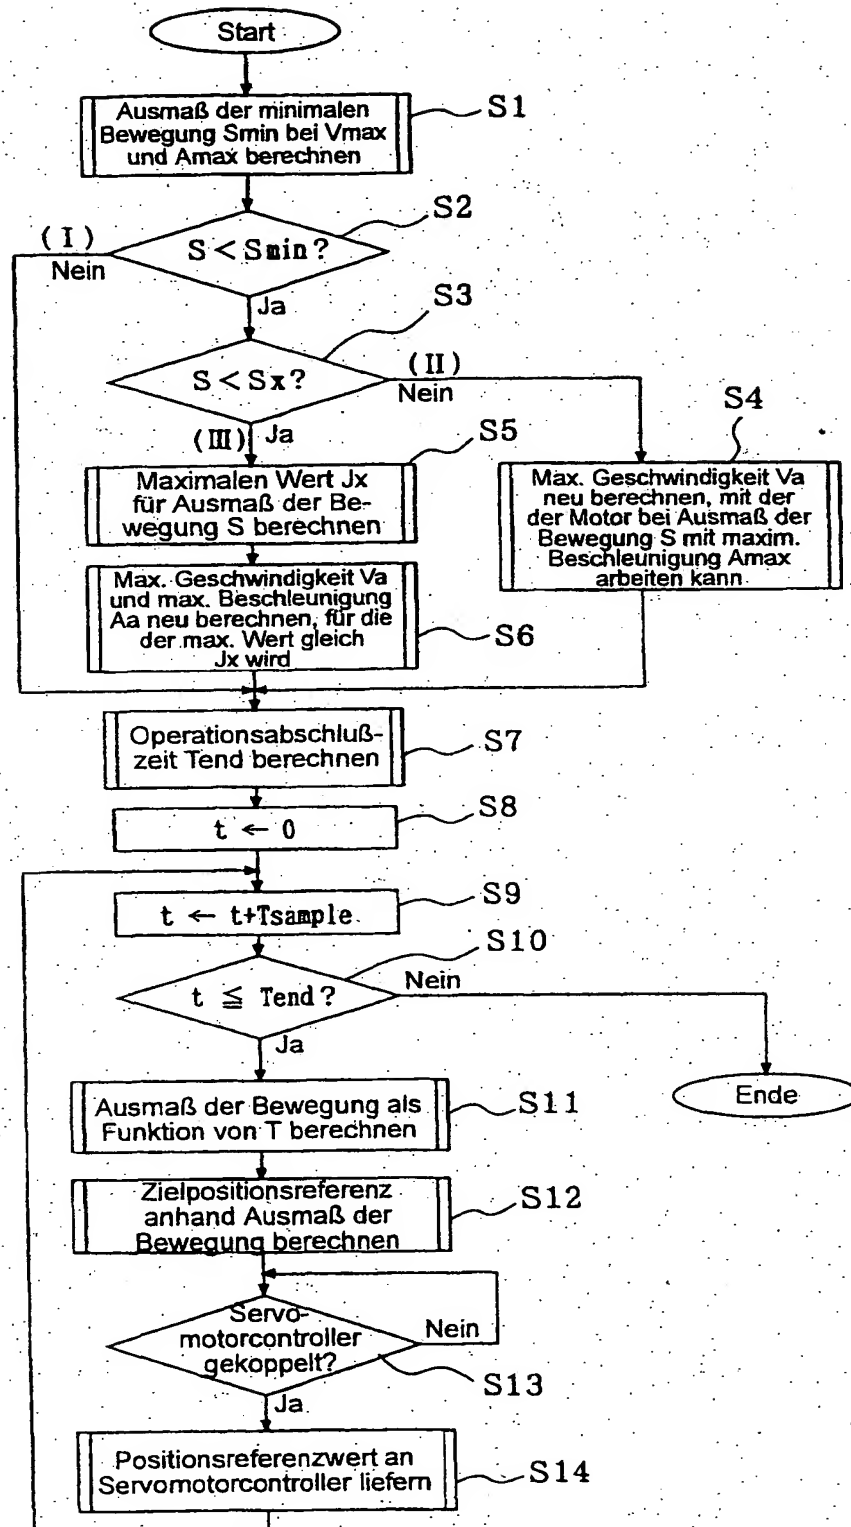 Start
Ausmaß der minimalen
Bewegung Smin bei Vmax
und Amax berechnen
S1
S2
(I)
S < Smin?
Nein
Ja
S3
S < Sx?
(II)
Nein
(III)
Ja
S4
S5
Maximalen Wert Jx
für Ausmaß der Be-
wegung S berechnen
Max. Geschwindigkeit Va
neu berechnen, mit der
der Motor bei Ausmaß der
Bewegung S mit maxim.
Beschleunigung Amax
arbeiten kann
Max. Geschwindigkeit Va
und max. Beschleunigung
Aa neu berechnen, für die
der max. Wert gleich
Jx wird
S6
Operationsabschluß-
zeit Tend berechnen
S7
t ← 0
S8
t ← t+Tsample
S9
S10
t ≦ Tend?
Nein
Ja
Ende
Ausmaß der Bewegung als
Funktion von T berechnen
S11
Zielpositionsreferenz
anhand Ausmaß der
Bewegung berechnen
S12
Servo-
motorcontroller
gekoppelt?
Nein
S13
Ja
Positionsreferenzwert an
Servomotorcontroller liefern
S14